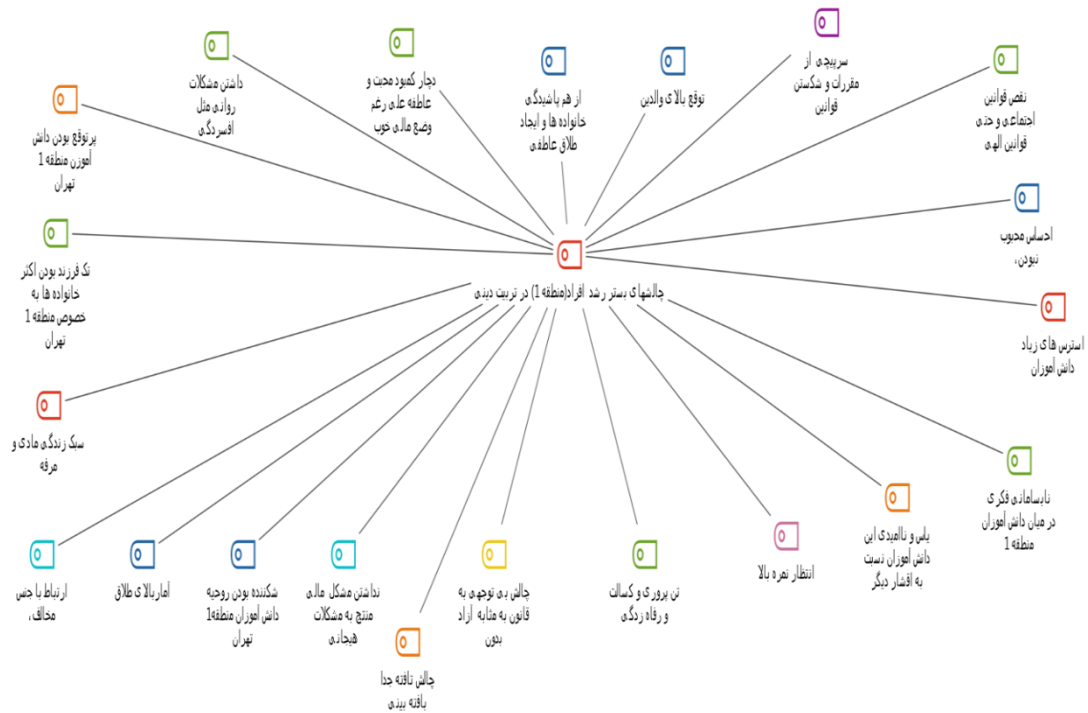 سرپیچی از
مقررات و شکستن
قوانین
داشتن مشکلات
روانی مثل
افسردگی
دچار کمبود محبت و
عاطفه علی رغم
وضع مالی خوب
از هم پاشیدگی
خانواده ها و ایجاد
طلاق عاطفی
توقع بالای والدین
نقص قوانین
اجتماعی و حتی
قوانین الهی
پرتوقع بودن دانش
آموزن منطقه 1
تهران
احساس محبوب
نبودن،
تک فرزند بودن اکثر
خانواده ها به
خصوص منطقه 1
تهران
چالشهای بستر رشد افراد(منطقه 1) در تربیت دینی
استرس های زیاد
دانش آموزان
سبک زندگی مادی و
مرفه
نابسامانی فکری
در میان دانش آموزان
منطقه 1
یاس و ناامیدی این
دانش آموزان نسبت
به اقشار دیگر
انتظار نمره بالا
تن پروری و کسالت
و رفاه زدگی
چالش بی توجهی به
قانون به مثابه آزاد
بدون
نداشتن مشکل مالی
منتج به مشکلات
هیجانی
شکننده بودن روحیه
دانش آموزان منطقه1
تهران
آماربالای طلاق
ارتباط با جنس
مخالف،
چالش تافته جدا
بافته بینی